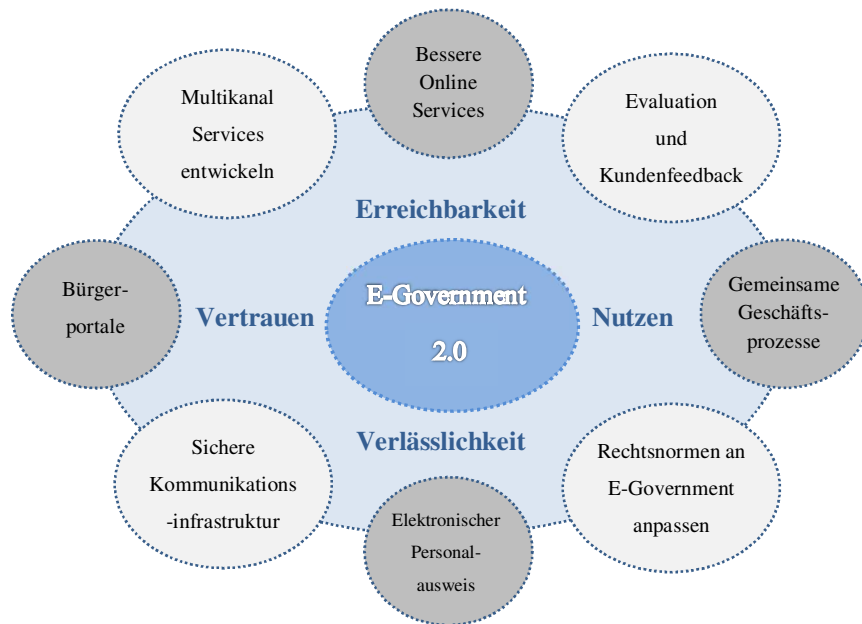 Bessere
Online
Services
Multikanal
Services
entwickeln
Evaluation
und
Kundenfeedback
Erreichbarkeit
Bürger-
portale
Vertrauen
E-Government
2.0
Nutzen
Gemeinsame
Geschäfts-
prozesse
Verlässlichkeit
Sichere
Kommunikations
-infrastruktur
Rechtsnormen an
E-Government
anpassen
Elektronischer
Personal-
ausweis